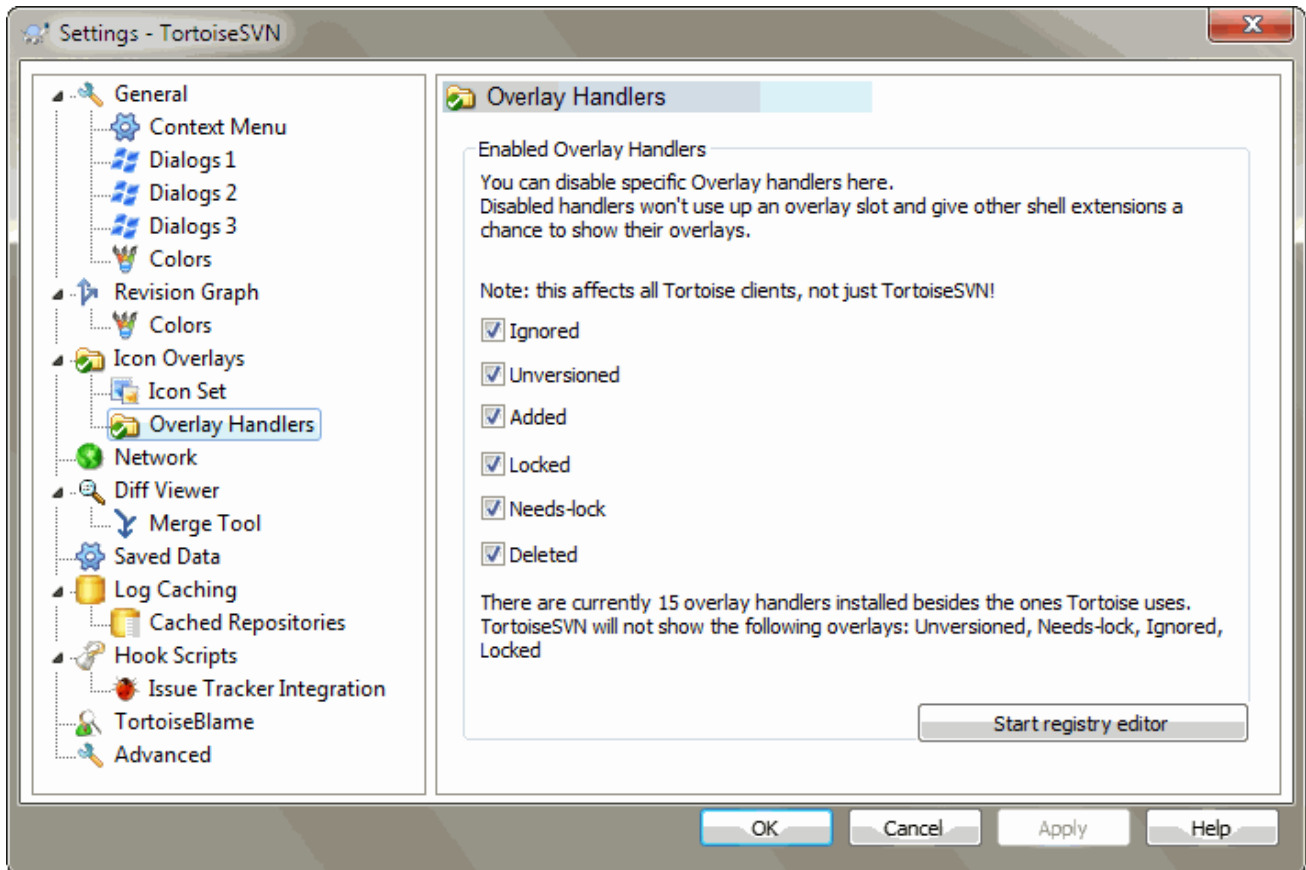 Settings - TortoiseSVN
General
Context Menu
Dialogs 1
Dialogs 2
Dialogs 3
Colors
Revision Graph
Colors
Icon Overlays
Icon Set
Overlay Handlers
Network
Diff Viewer
Merge Tool
Saved Data
Log Caching
Cached Repositories
Hook Scripts
Issue Tracker Integration
TortoiseBlame
Advanced
Overlay Handlers
Enabled Overlay Handlers
You can disable specific Overlay handlers here.
Disabled handlers won't use up an overlay slot and give other shell extensions a
chance to show their overlays.
Note: this affects all Tortoise clients, not just TortoiseSVN!
Ignored
Unversioned
Added
Locked
Needs-lock
Deleted
There are currently 15 overlay handlers installed besides the ones Tortoise uses.
TortoiseSVN will not show the following overlays: Unversioned, Needs-lock, Ignored,
Locked
Start registry editor
OK
Cancel
Apply
Help